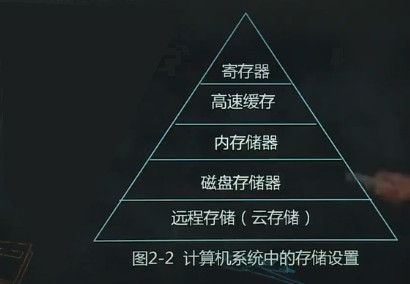 寄存器
高速缓存
内存储器
磁盘存储器
远程存储（云存储）
图2-2 计算机系统中的存储设置